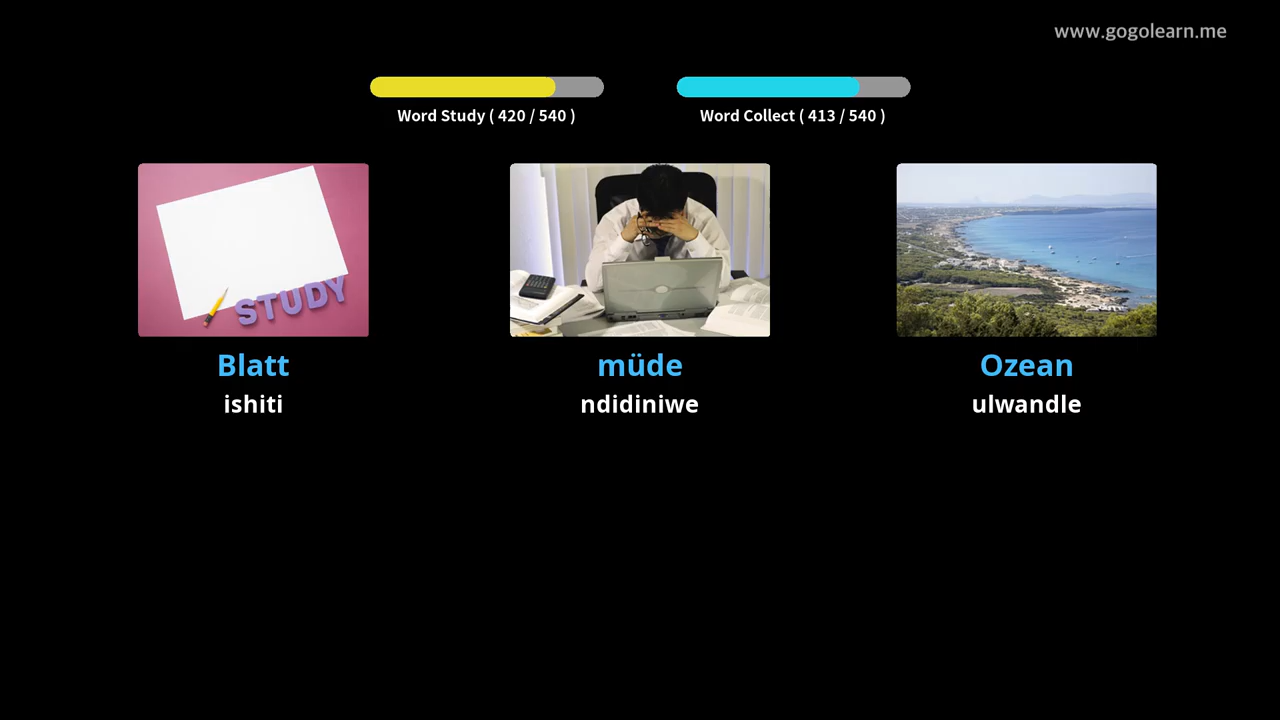 www.gogolearn.me
Word Study ( 420 / 540 )
Word Collect ( 413 / 540 )
STUDY
Blatt
müde
Ozean
ishiti
ndidiniwe
ulwandle